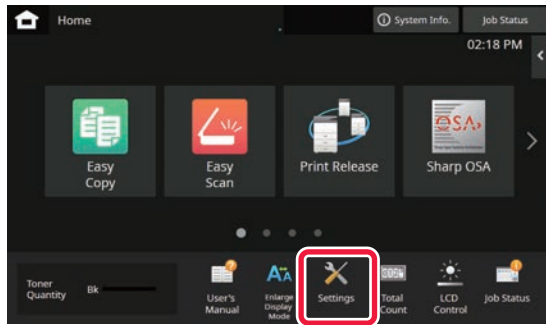 Home
System Info.
Job Status
02:18 PM
Easy
Copy
Easy
Scan
Print Release
OSA
Sharp OSA
Toner
Quantity
Bk
User's
Manual
Enlarge
Display
Mode
Settings
Total
Count
LCD
Control
Job Status